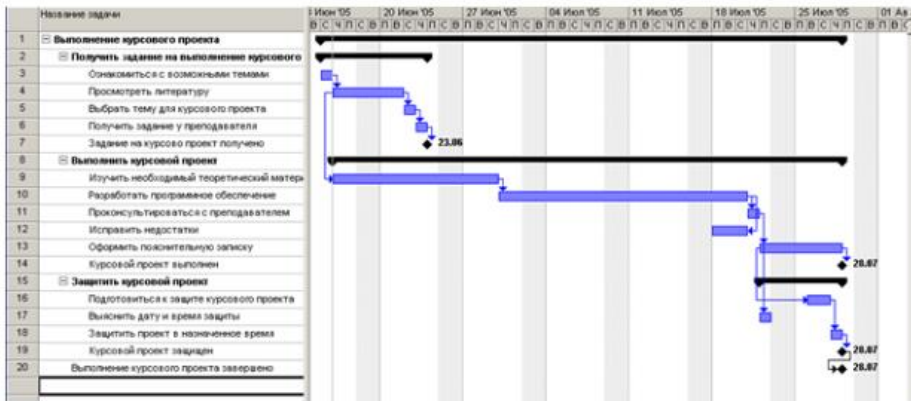 Название задачи
Июн '05 20 Июн '05 27 Июн '05 04 Июл '05 11 Июл '05 18 Июл '05 25 Июл '05 01 Ав
В С Ч П С В П С В В Ч С П В С Ч П С В П С В В Ч С П В С Ч П С В П С
1 Выполнение курсового проекта
2 Получить задание на выполнение курсового
3 Ознакомиться с возможными темами
4 Просмотреть литературу
5 Выбрать тему для курсового проекта
6 Получить задание у преподавателя
7 Задание на курсово проект получено 23.06
8 Выполнить курсовой проект
9 Изучить необходимый теоретический матери
10 Разработать программное обеспечение
11 Проконсультироваться с преподавателем
12 Исправить недостатки
13 Оформить пояснительную записку
14 Курсовой проект выполнен 28.07
15 Защитить курсовой проект
16 Подготовиться к защите курсового проекта
17 Выяснить дату и время защиты
18 Защитить проект в назначенное время
19 Курсовой проект защищен 28.07
20 Выполнение курсового проекта завершено 28.07